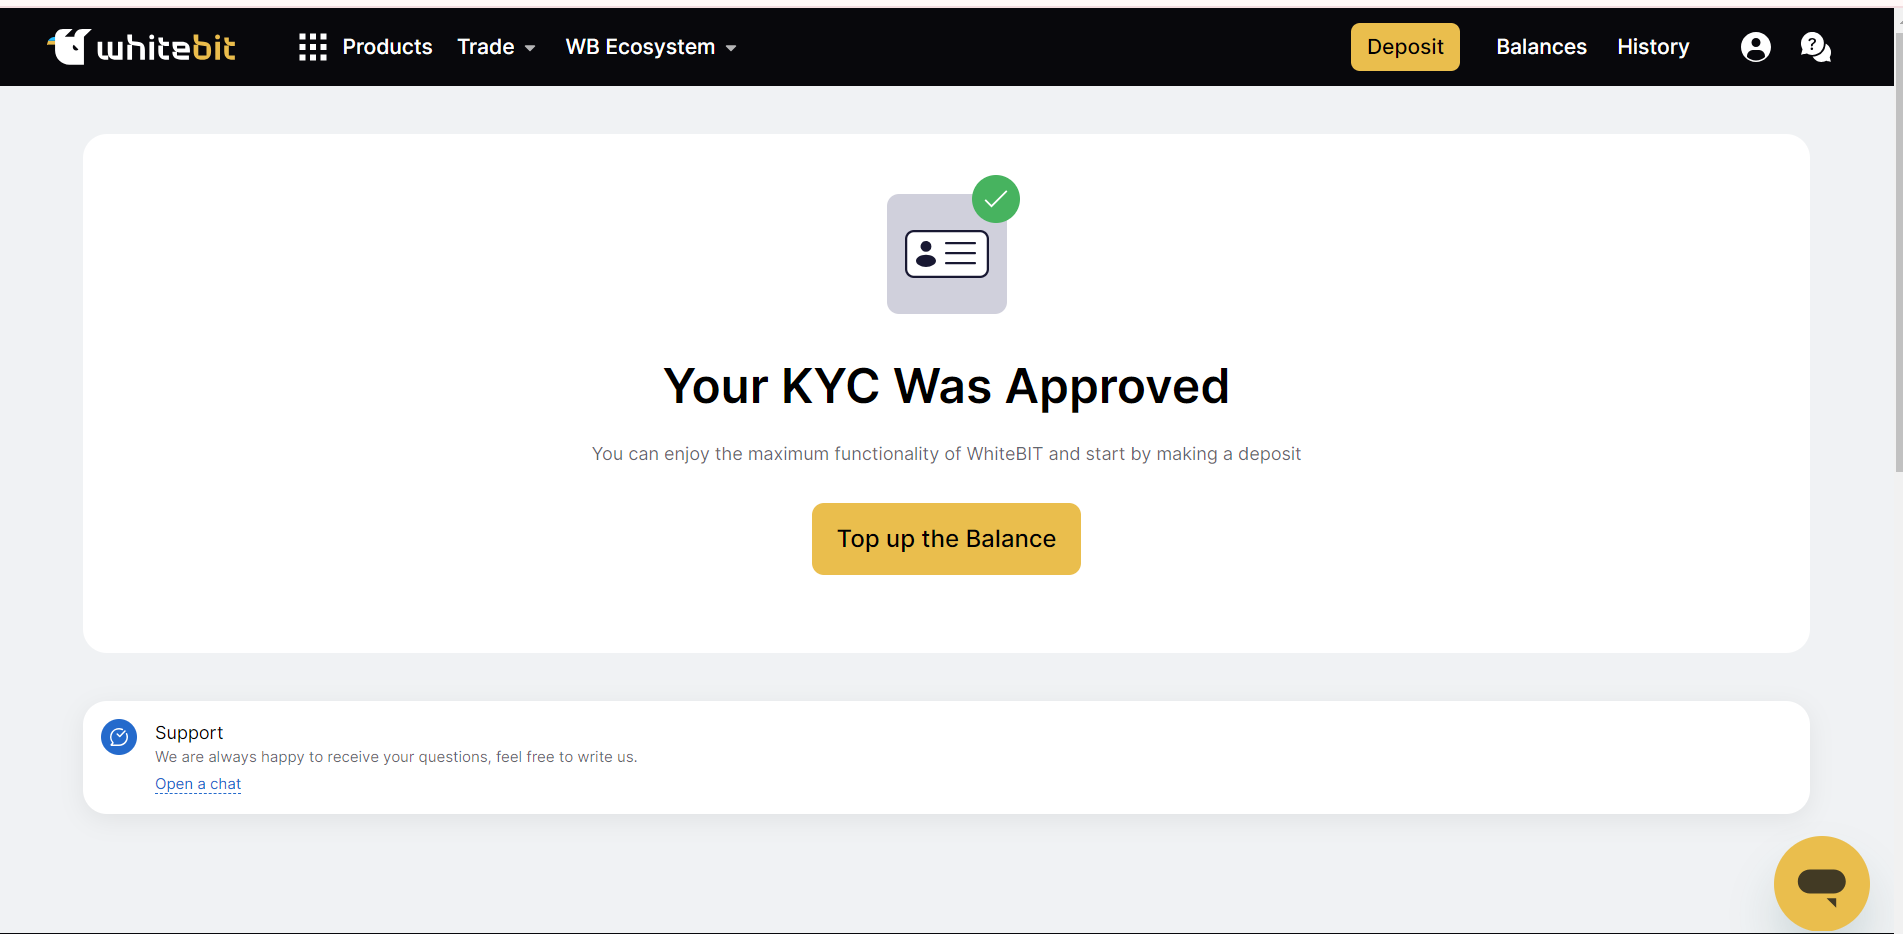 whitebit
Products Trade WB Ecosystem
Deposit Balances History
?
Your KYC Was Approved
You can enjoy the maximum functionality of WhiteBIT and start by making a deposit
Top up the Balance
Support
We are always happy to receive your questions, feel free to write us.
Open a chat